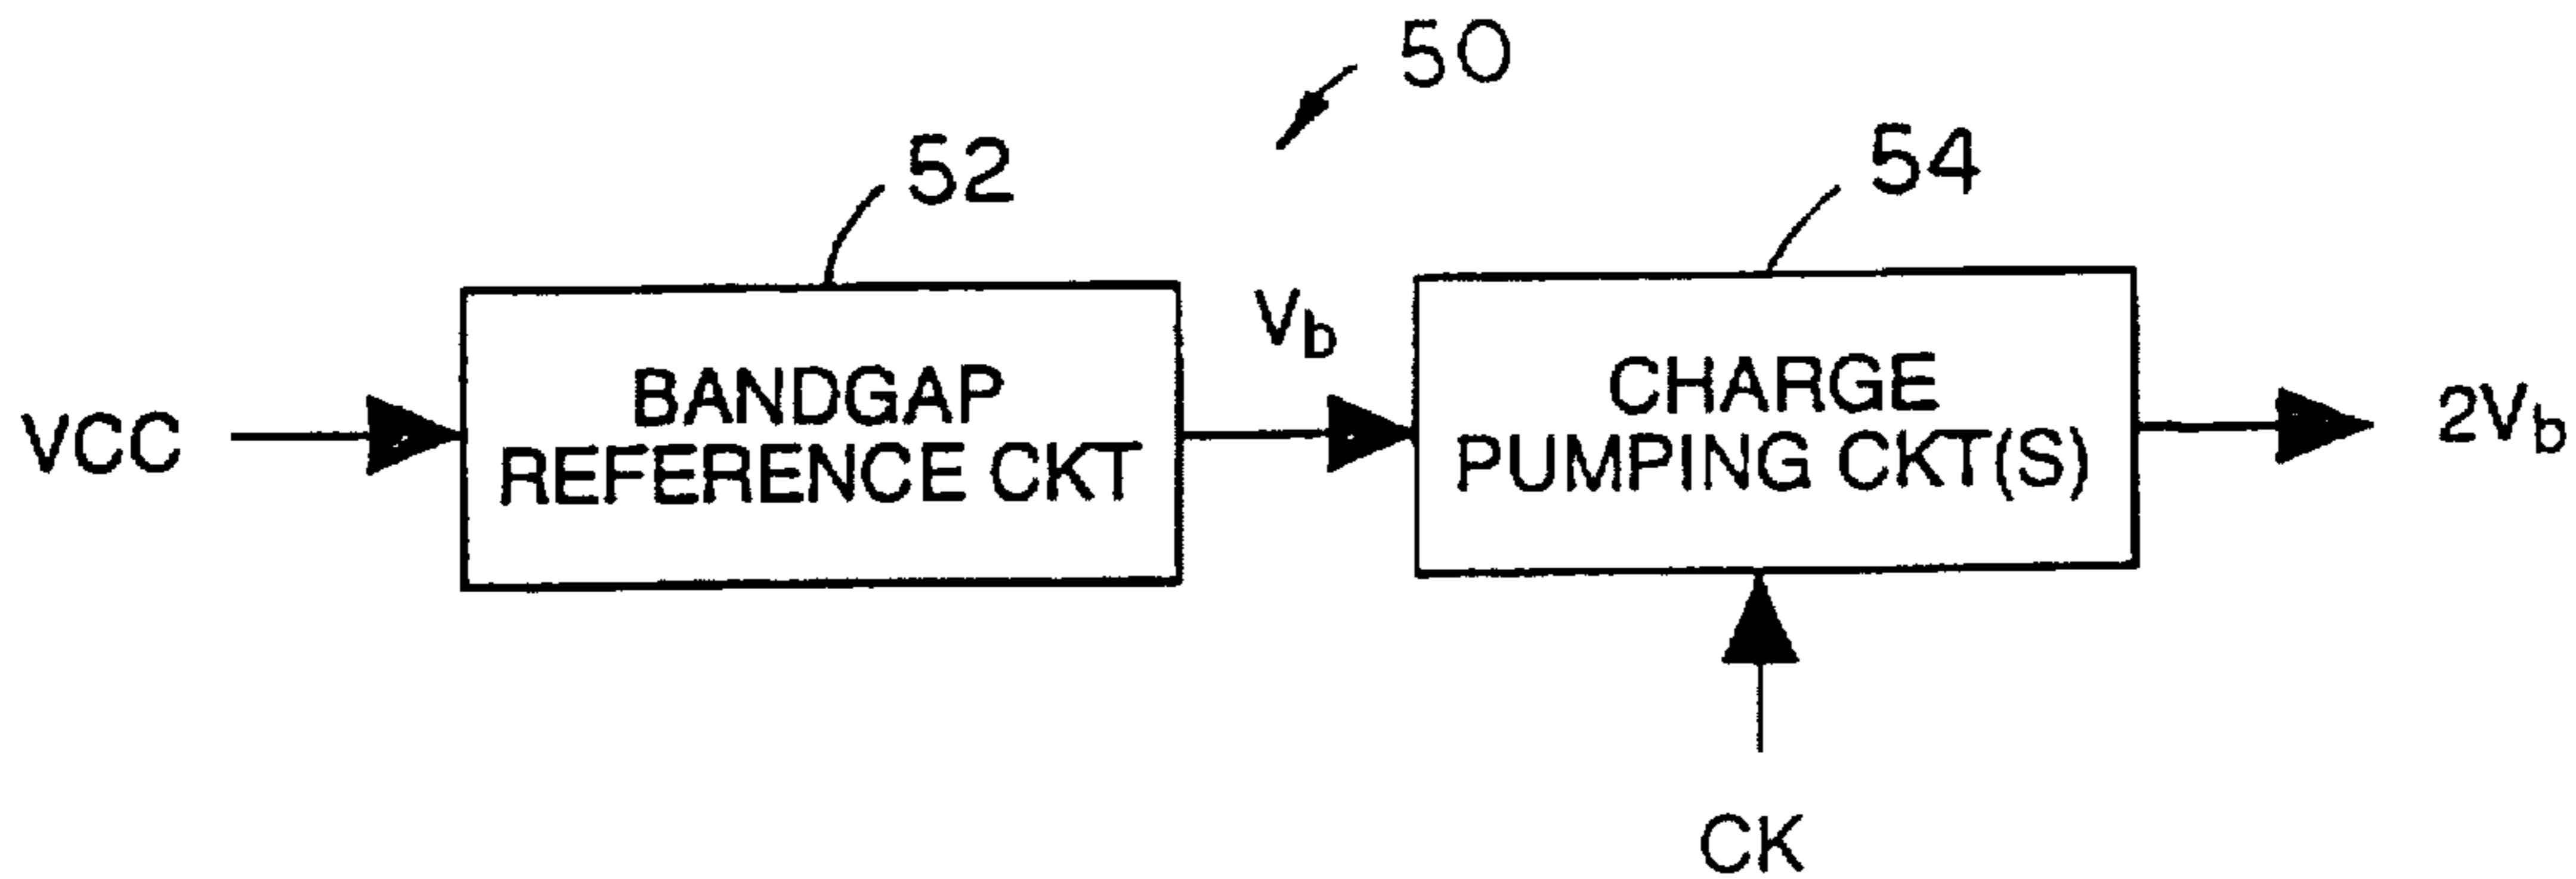 50
52
54
VCC
BANDGAP
REFERENCE CKT
Vb
CHARGE
PUMPING CKT(S)
2Vb
CK